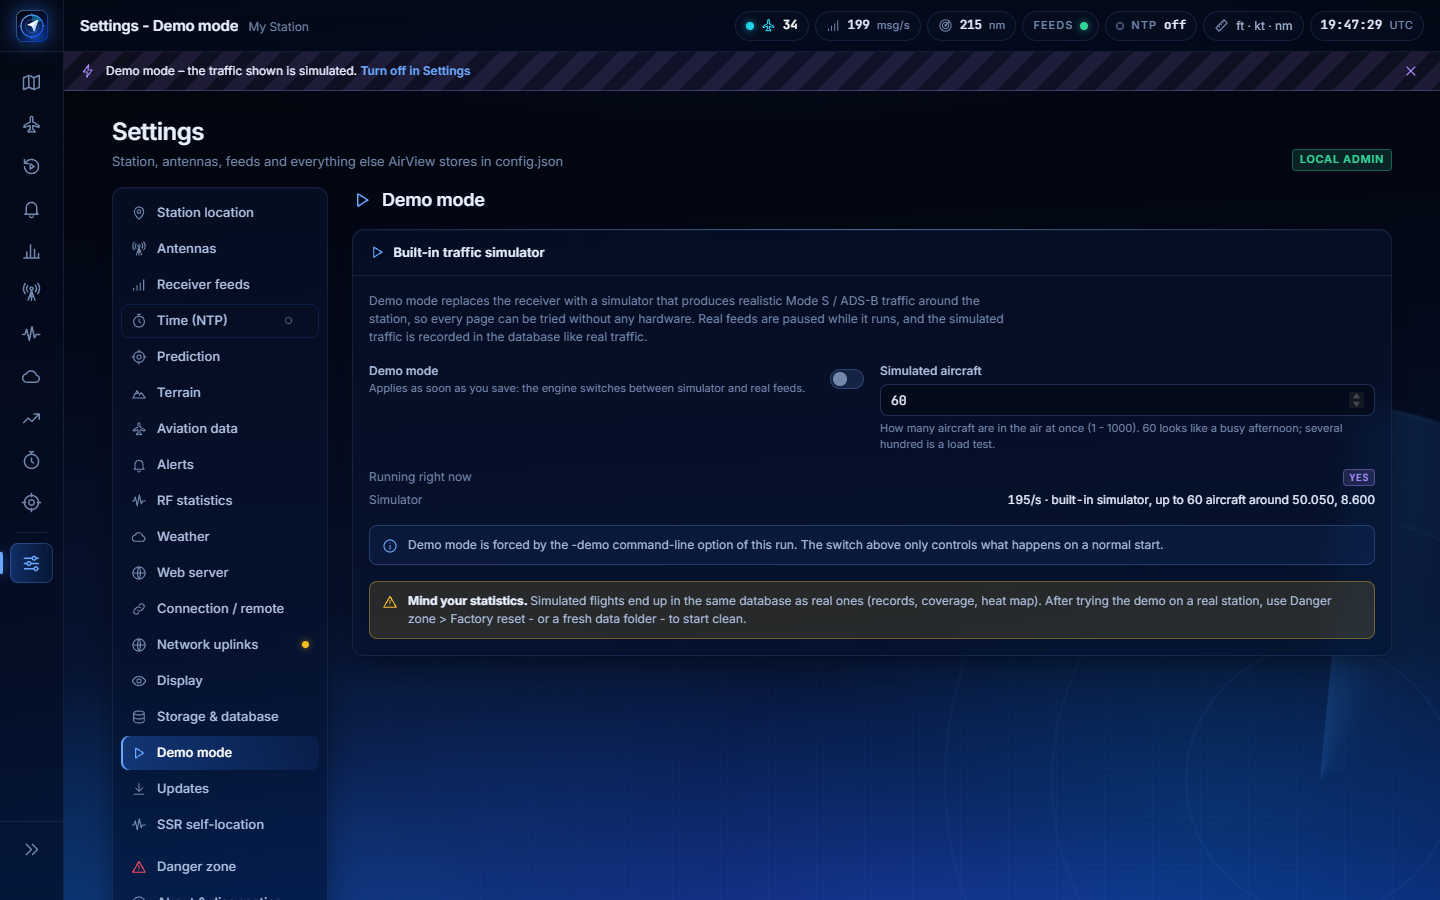 Settings - Demo mode My Station
34
199 msg/s
215 nm
FEEDS
NTP off
ft · kt · nm
19:47:29 UTC
Demo mode – the traffic shown is simulated. Turn off in Settings
Settings
Station, antennas, feeds and everything else AirView stores in config.json
LOCAL ADMIN
Station location
Antennas
Receiver feeds
Time (NTP)
Prediction
Terrain
Aviation data
Alerts
RF statistics
Weather
Web server
Connection / remote
Network uplinks
Display
Storage & database
Demo mode
Updates
SSR self-location
Danger zone
Demo mode
Built-in traffic simulator
Demo mode replaces the receiver with a simulator that produces realistic Mode S / ADS-B traffic around the
station, so every page can be tried without any hardware. Real feeds are paused while it runs, and the simulated
traffic is recorded in the database like real traffic.
Demo mode
Applies as soon as you save: the engine switches between simulator and real feeds.
Simulated aircraft
60
How many aircraft are in the air at once (1 - 1000). 60 looks like a busy afternoon; several
hundred is a load test.
Running right now YES
Simulator 195/s · built-in simulator, up to 60 aircraft around 50.050, 8.600
Demo mode is forced by the -demo command-line option of this run. The switch above only controls what happens on a normal start.
Mind your statistics. Simulated flights end up in the same database as real ones (records, coverage, heat map). After trying the demo on a real station, use Danger
zone > Factory reset - or a fresh data folder - to start clean.